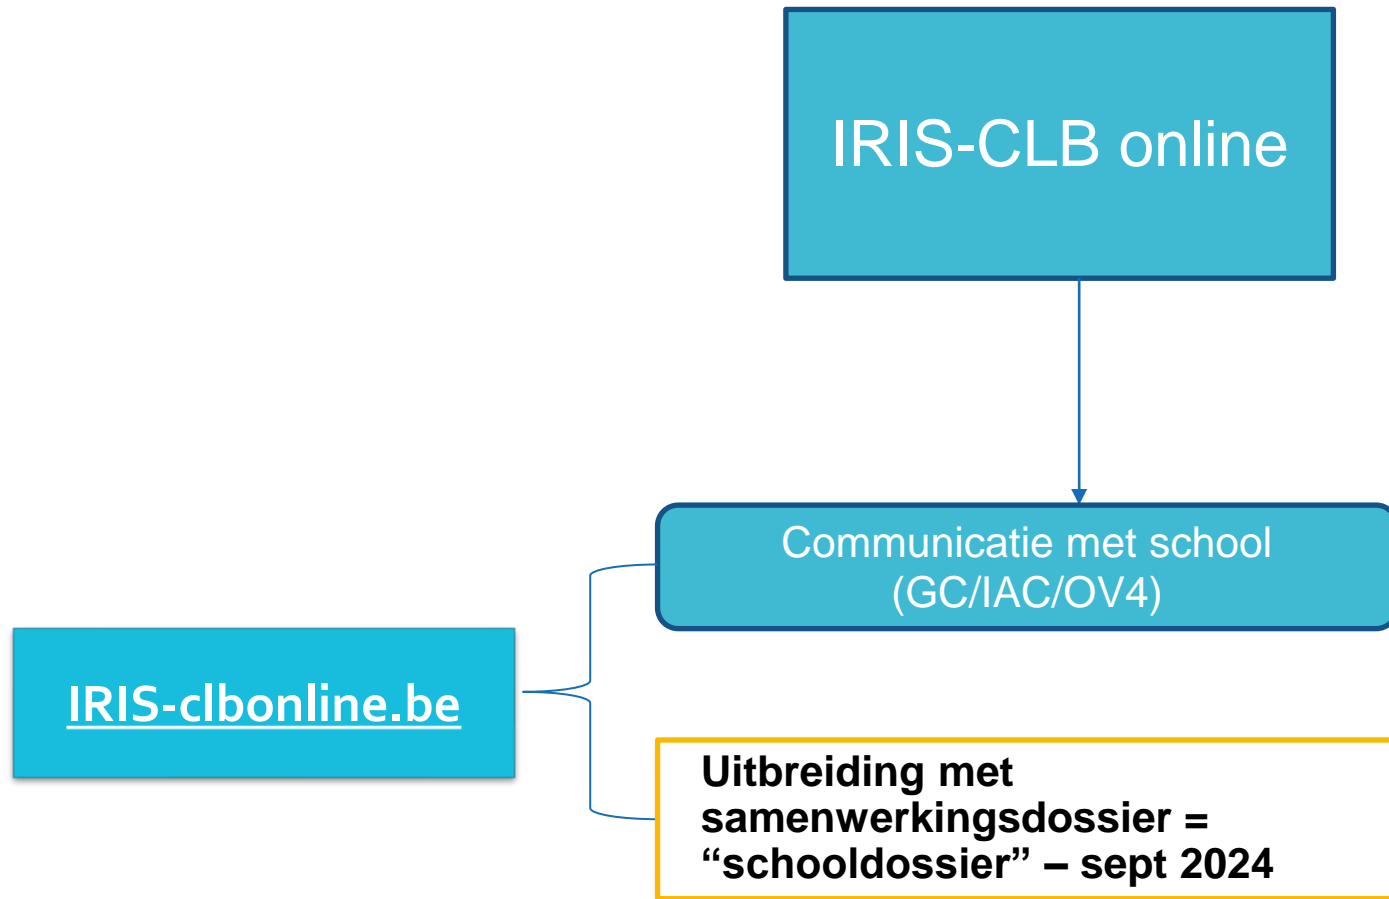 IRIS-CLB online
Communicatie met school
(GC/IAC/OV4)
IRIS-clbonline.be
Uitbreiding met
samenwerkingsdossier =
“schooldossier” – sept 2024